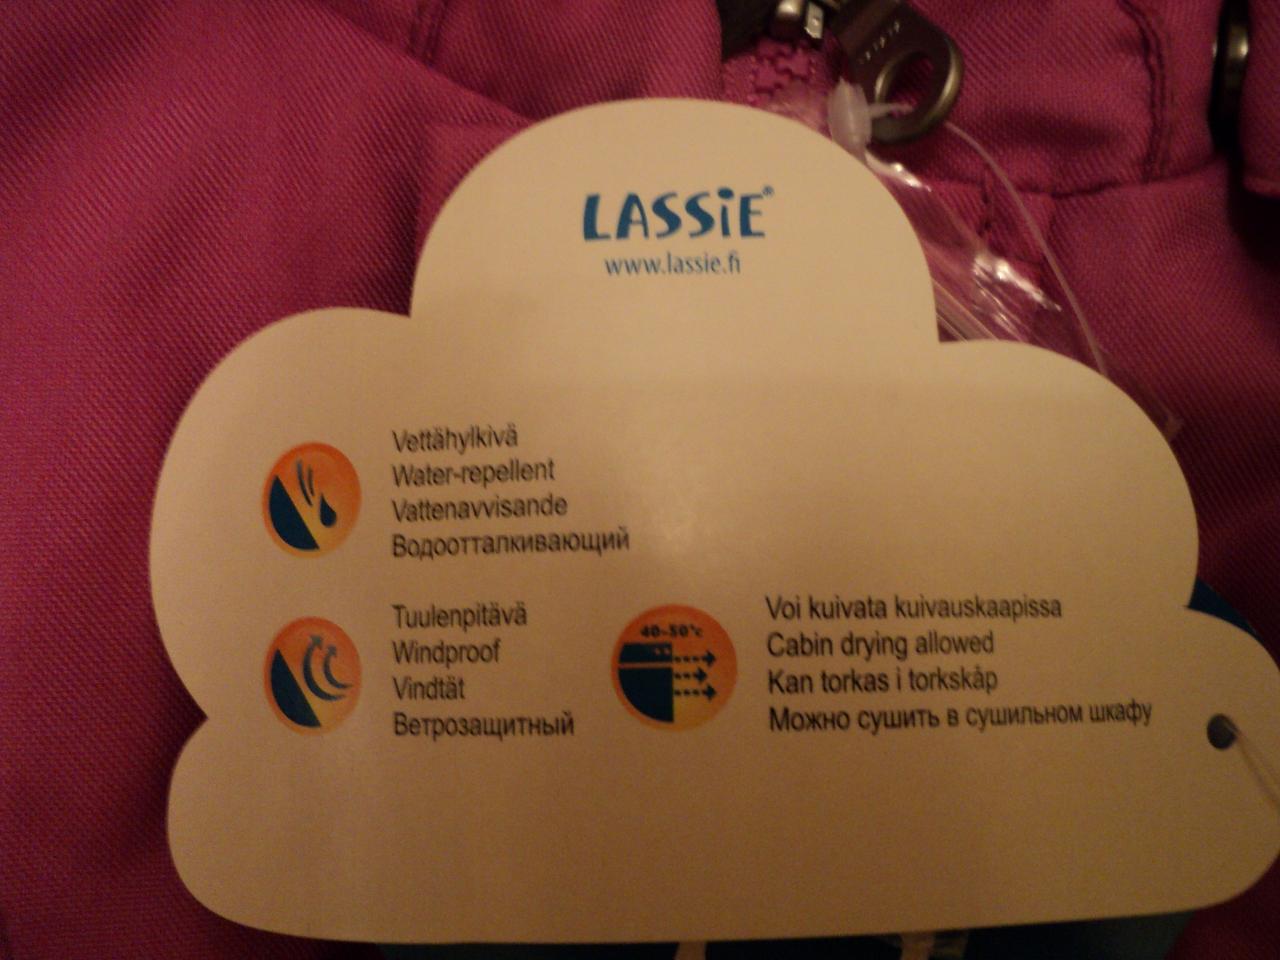 LASSiE®
www.lassie.fi
Vettähylkivä
Water-repellent
Vattenavvisande
Водоотталкивающий
Tuulenpitävä
Windproof
Vindtät
Ветрозащитный
40-50°c
Voi kuivata kuivauskaapissa
Cabin drying allowed
Kan torkas i torkskåp
Можно сушить в сушильном шкафу